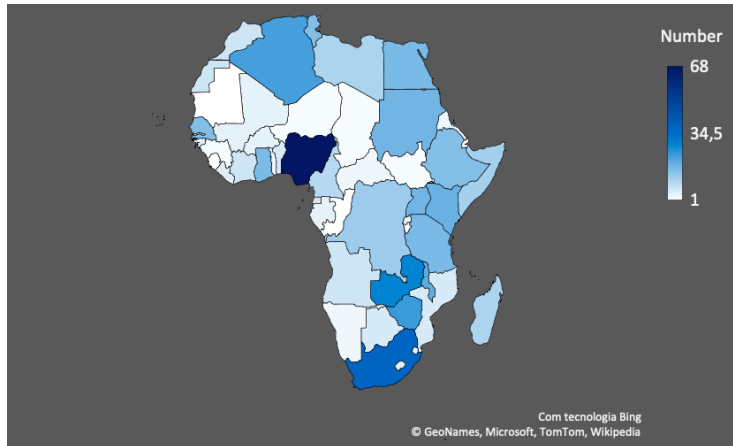 Number
68
34,5
1
Com tecnologia Bing
© GeoNames, Microsoft, TomTom, Wikipedia